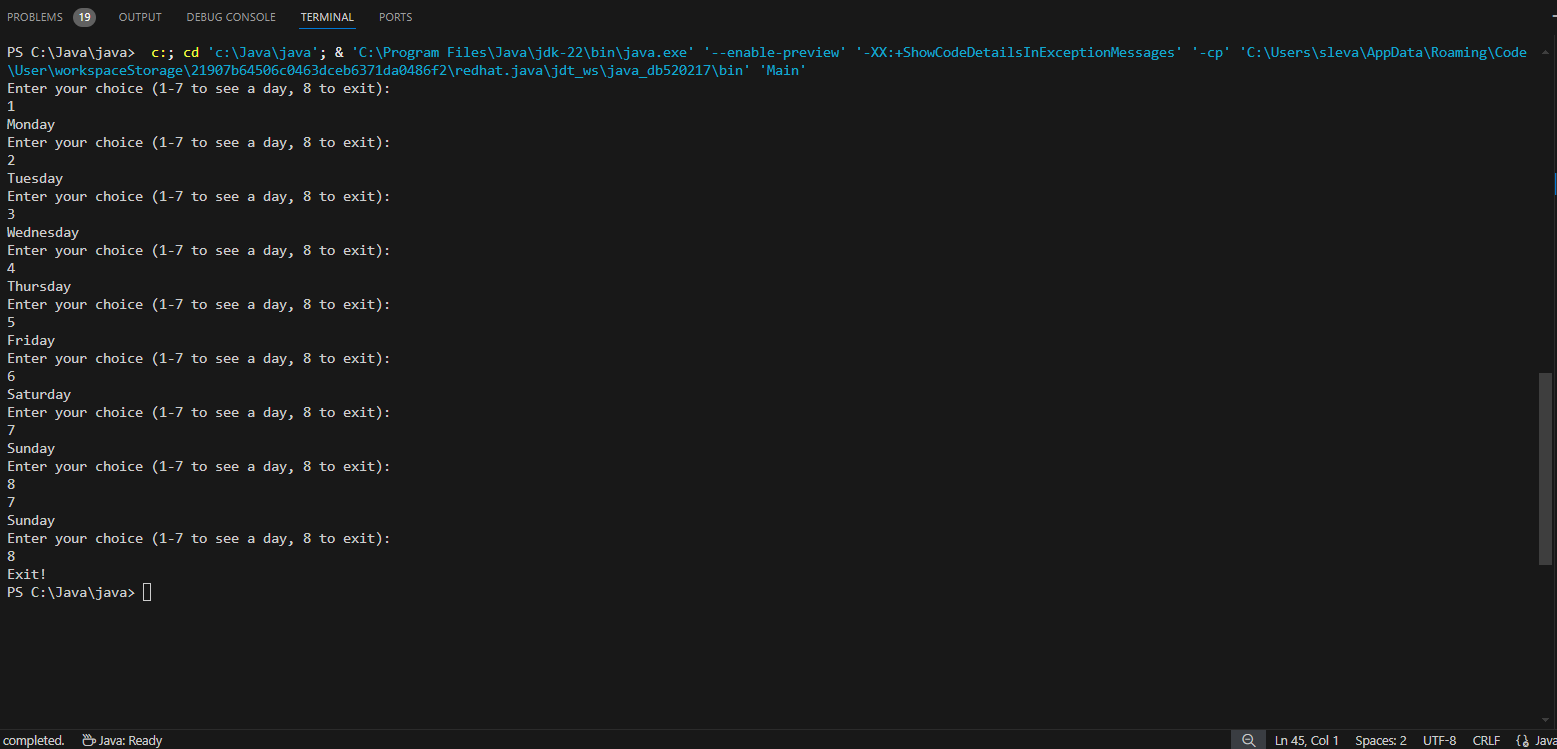 PROBLEMS 19 OUTPUT DEBUG CONSOLE TERMINAL PORTS
PS C:\Java\java>  c:; cd 'c:\Java\java'; & 'C:\Program Files\Java\jdk-22\bin\java.exe' '--enable-preview' '-XX:+ShowCodeDetailsInExceptionMessages' '-cp' 'C:\Users\sleva\AppData\Roaming\Code
\User\workspaceStorage\21907b64506c0463dceb6371da0486f2\redhat.java\jdt_ws\java_db520217\bin' 'Main'
Enter your choice (1-7 to see a day, 8 to exit):
1
Monday
Enter your choice (1-7 to see a day, 8 to exit):
2
Tuesday
Enter your choice (1-7 to see a day, 8 to exit):
3
Wednesday
Enter your choice (1-7 to see a day, 8 to exit):
4
Thursday
Enter your choice (1-7 to see a day, 8 to exit):
5
Friday
Enter your choice (1-7 to see a day, 8 to exit):
6
Saturday
Enter your choice (1-7 to see a day, 8 to exit):
7
Sunday
Enter your choice (1-7 to see a day, 8 to exit):
8
7
Sunday
Enter your choice (1-7 to see a day, 8 to exit):
8
Exit!
PS C:\Java\java>
completed. Java: Ready Ln 45, Col 1 Spaces: 2 UTF-8 CRLF Java